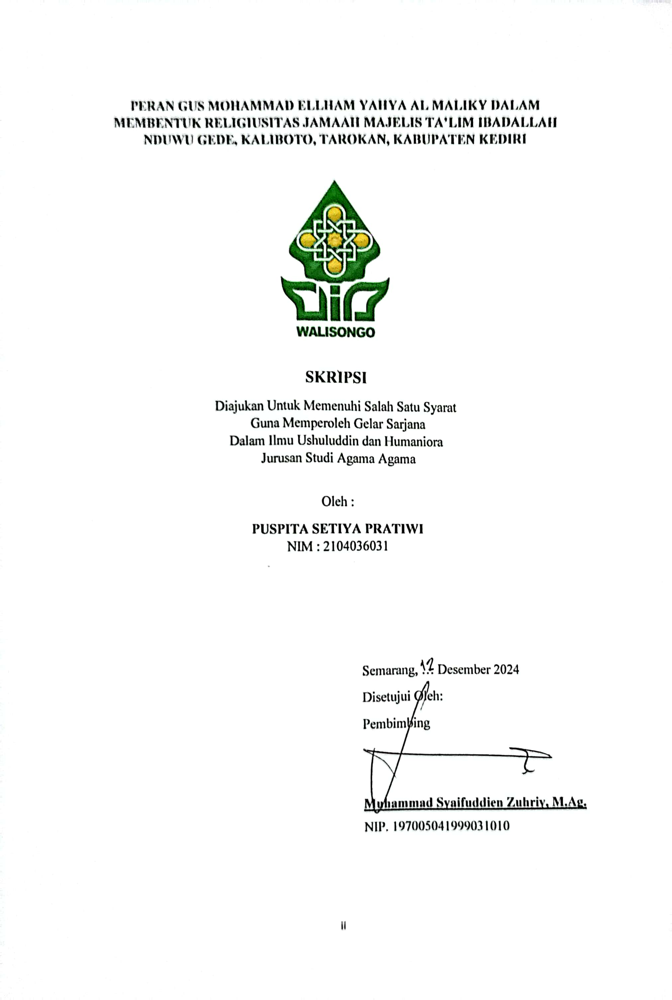 PERAN GUS MOHAMMAD ELLHAM YAHYA AL MALIKY DALAM
MEMBENTUK RELIGIUSITAS JAMAAH MAJELIS TA'LIM IBADALLAH
NDUWU GEDE, KALIBOTO, TAROKAN, KABUPATEN KEDIRI
UIN
WALISONGO
SKRIPSI
Diajukan Untuk Memenuhi Salah Satu Syarat
Guna Memperoleh Gelar Sarjana
Dalam Ilmu Ushuluddin dan Humaniora
Jurusan Studi Agama Agama
Oleh :
PUSPITA SETIYA PRATIWI
NIM : 2104036031
Semarang, 12 Desember 2024
Disetujui Oleh:
Pembimbing
Muhammad Syaifuddien Zuhriy, M.Ag.
NIP. 197005041999031010
ii